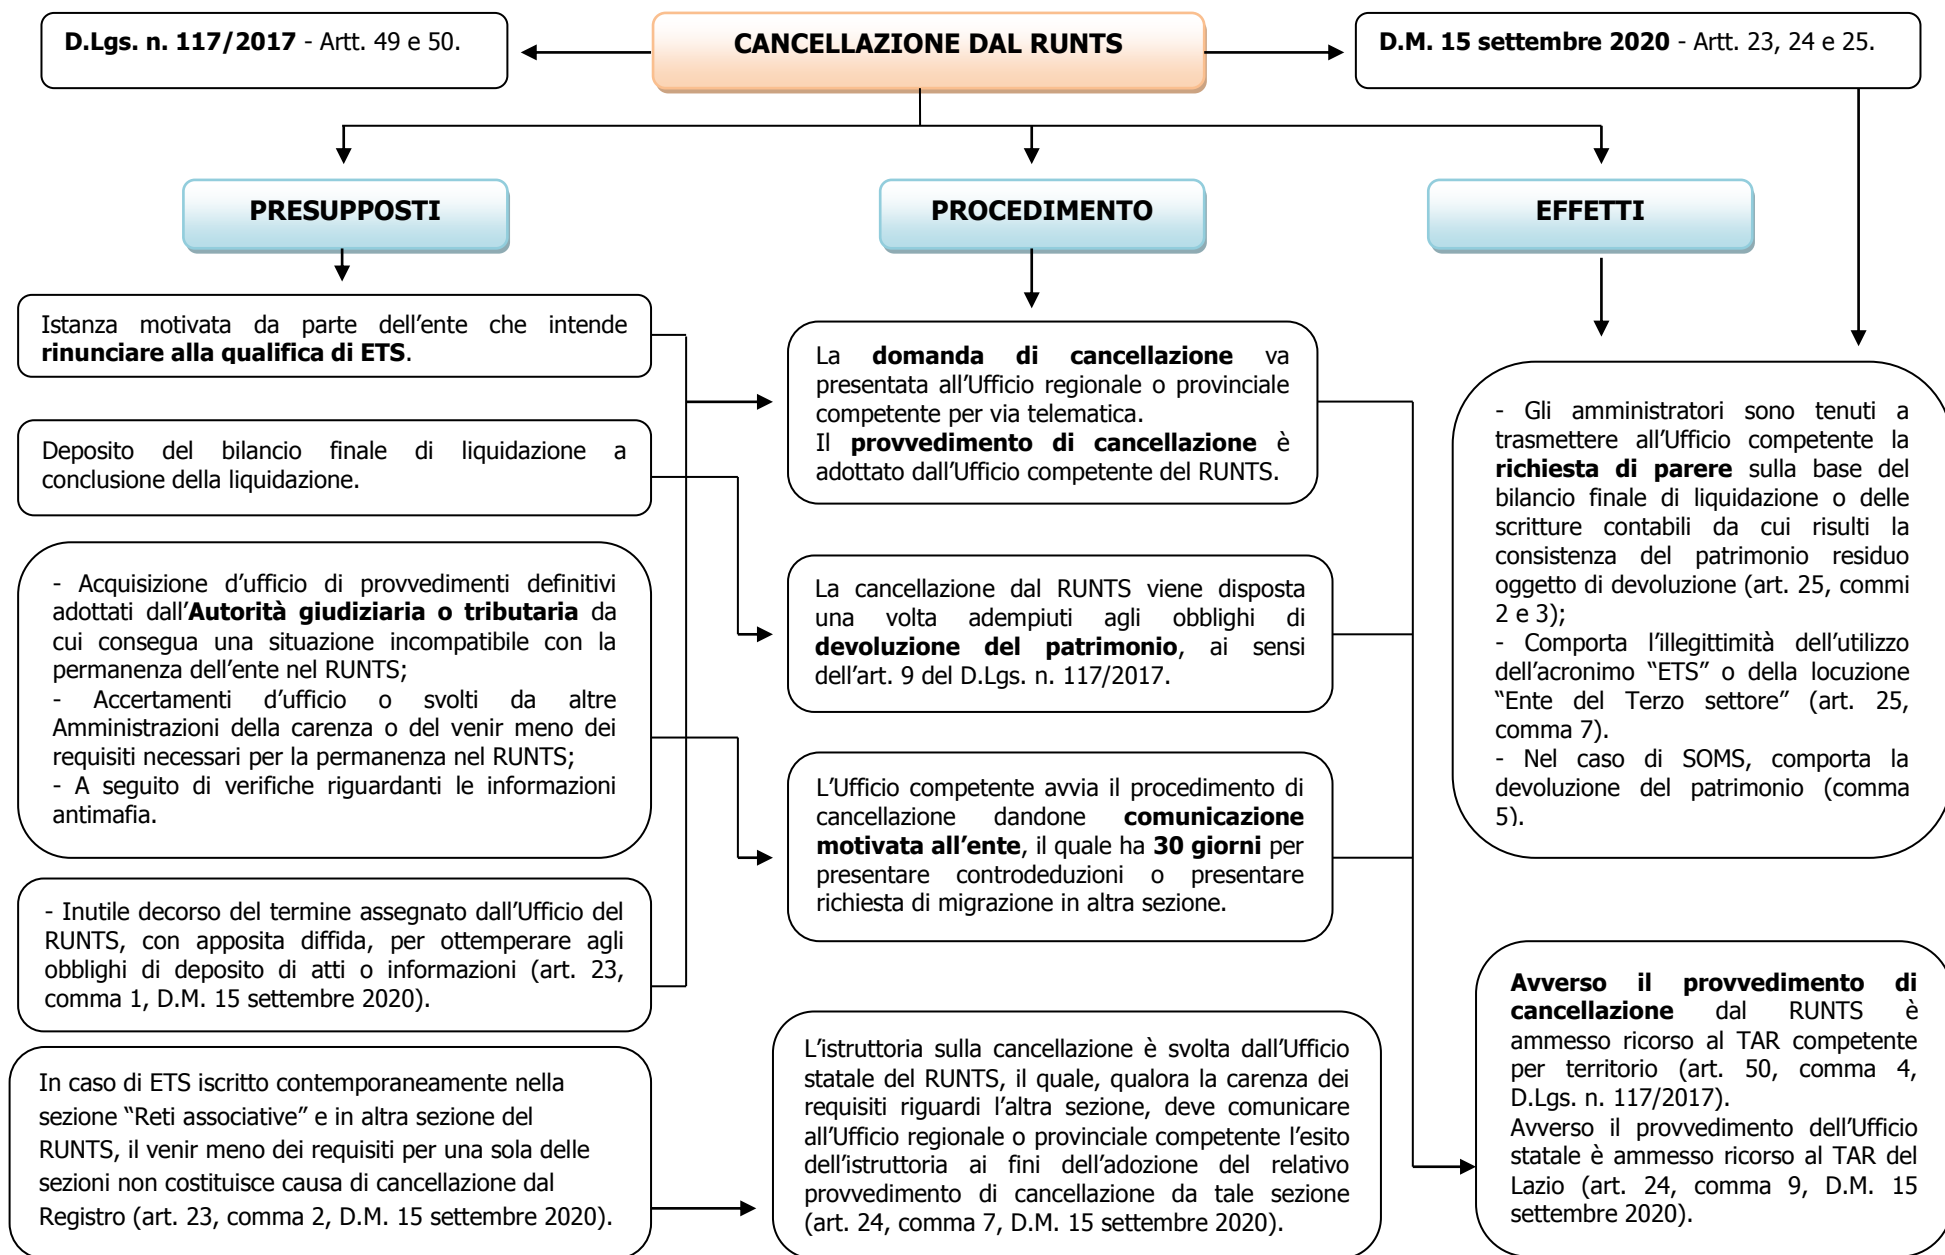 D.Lgs. n. 117/2017 - Artt. 49 e 50.
CANCELLAZIONE DAL RUNTS
D.M. 15 settembre 2020 - Artt. 23, 24 e 25.
PRESUPPOSTI
PROCEDIMENTO
EFFETTI
Istanza motivata da parte dell’ente che intende
rinunciare alla qualifica di ETS.
Deposito del bilancio finale di liquidazione a
conclusione della liquidazione.
- Acquisizione d’ufficio di provvedimenti definitivi
adottati dall’Autorità giudiziaria o tributaria da
cui consegua una situazione incompatibile con la
permanenza dell’ente nel RUNTS;
- Accertamenti d’ufficio o svolti da altre
Amministrazioni della carenza o del venir meno dei
requisiti necessari per la permanenza nel RUNTS;
- A seguito di verifiche riguardanti le informazioni
antimafia.
- Inutile decorso del termine assegnato dall’Ufficio del
RUNTS, con apposita diffida, per ottemperare agli
obblighi di deposito di atti o informazioni (art. 23,
comma 1, D.M. 15 settembre 2020).
In caso di ETS iscritto contemporaneamente nella
sezione “Reti associative” e in altra sezione del
RUNTS, il venir meno dei requisiti per una sola delle
sezioni non costituisce causa di cancellazione dal
Registro (art. 23, comma 2, D.M. 15 settembre 2020).
La domanda di cancellazione va
presentata all’Ufficio regionale o provinciale
competente per via telematica.
Il provvedimento di cancellazione è
adottato dall’Ufficio competente del RUNTS.
La cancellazione dal RUNTS viene disposta
una volta adempiuti agli obblighi di
devoluzione del patrimonio, ai sensi
dell’art. 9 del D.Lgs. n. 117/2017.
L’Ufficio competente avvia il procedimento di
cancellazione dandone comunicazione
motivata all’ente, il quale ha 30 giorni per
presentare controdeduzioni o presentare
richiesta di migrazione in altra sezione.
L’istruttoria sulla cancellazione è svolta dall’Ufficio
statale del RUNTS, il quale, qualora la carenza dei
requisiti riguardi l’altra sezione, deve comunicare
all’Ufficio regionale o provinciale competente l’esito
dell’istruttoria ai fini dell’adozione del relativo
provvedimento di cancellazione da tale sezione
(art. 24, comma 7, D.M. 15 settembre 2020).
- Gli amministratori sono tenuti a
trasmettere all’Ufficio competente la
richiesta di parere sulla base del
bilancio finale di liquidazione o delle
scritture contabili da cui risulti la
consistenza del patrimonio residuo
oggetto di devoluzione (art. 25, commi
2 e 3);
- Comporta l’illegittimità dell’utilizzo
dell’acronimo “ETS” o della locuzione
“Ente del Terzo settore” (art. 25,
comma 7).
- Nel caso di SOMS, comporta la
devoluzione del patrimonio (comma
5).
Avverso il provvedimento di
cancellazione dal RUNTS è
ammesso ricorso al TAR competente
per territorio (art. 50, comma 4,
D.Lgs. n. 117/2017).
Avverso il provvedimento dell’Ufficio
statale è ammesso ricorso al TAR del
Lazio (art. 24, comma 9, D.M. 15
settembre 2020).